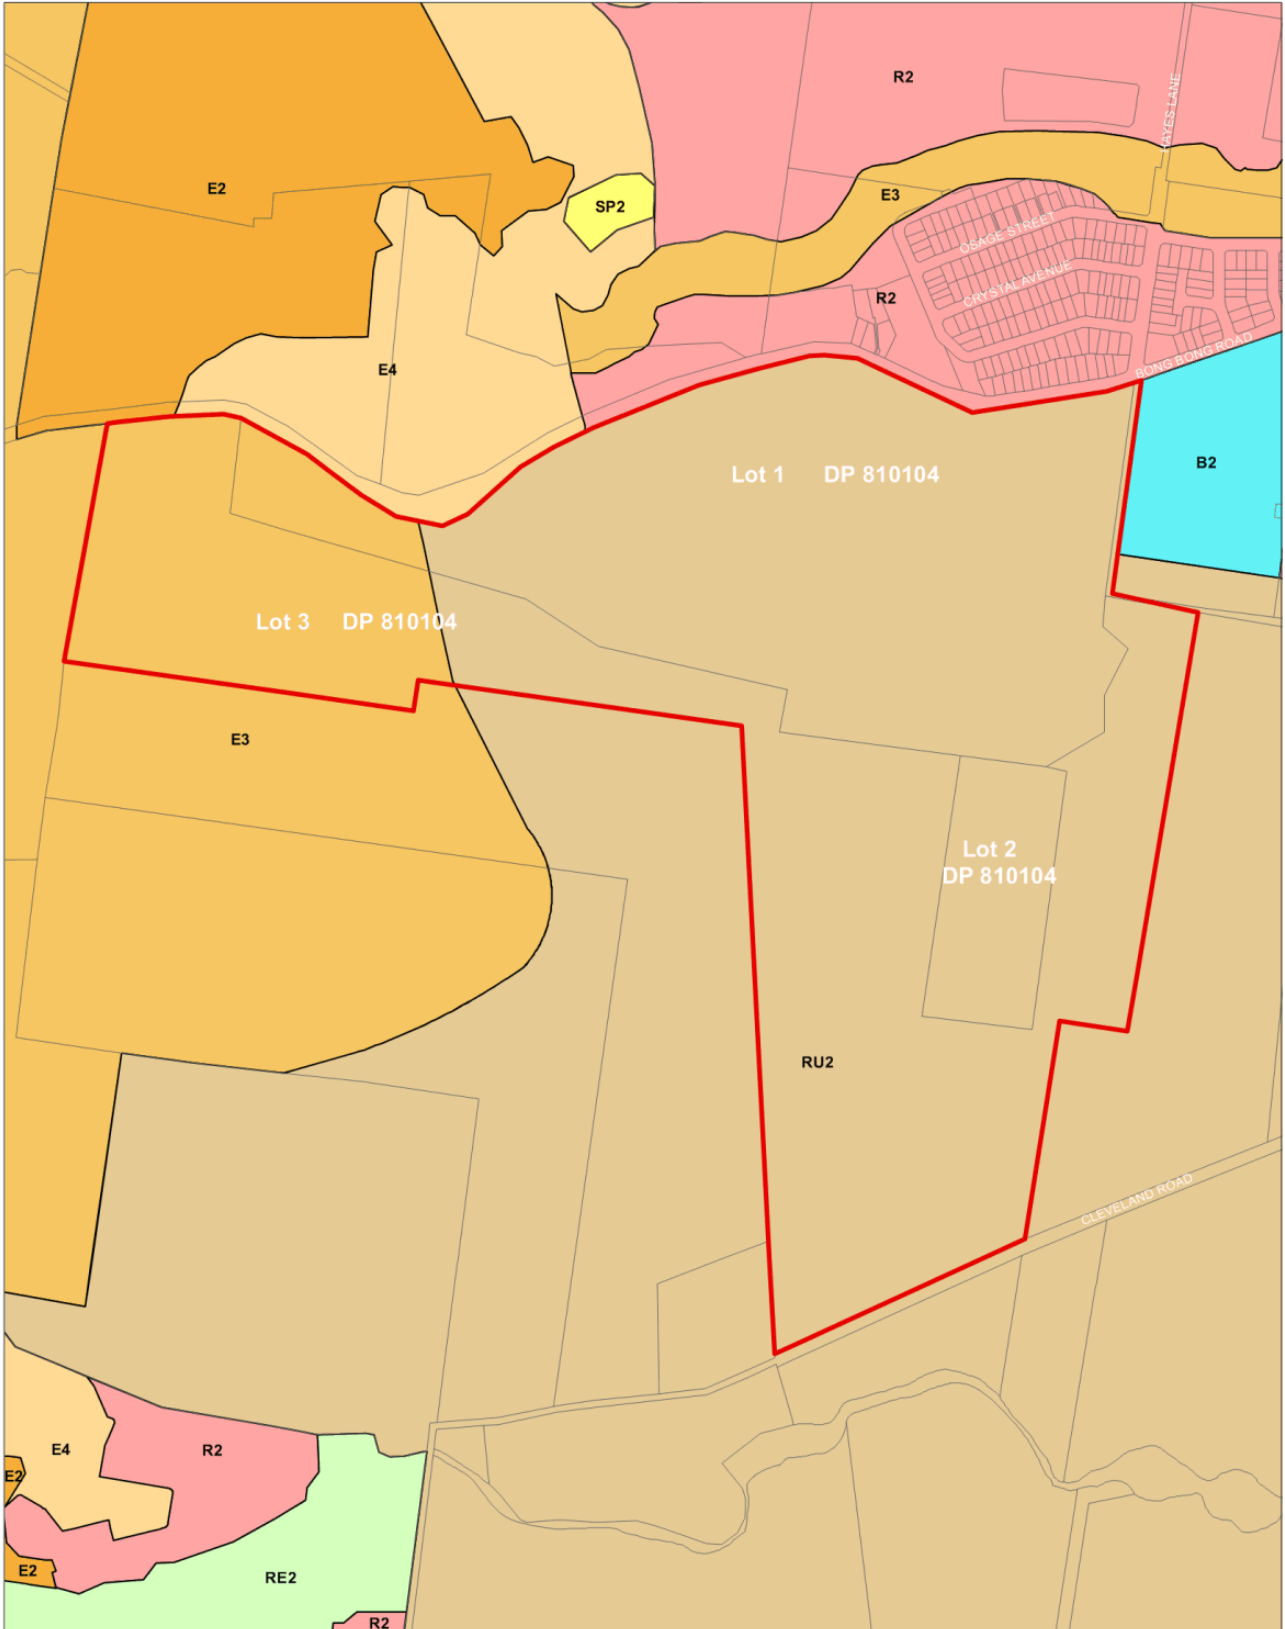 R2
HAYES LANE
E2
E3
SP2
OSAGE STREET
CRYSTAL AVENUE
R2
BONG BONG ROAD
E4
B2
Lot 1 DP 810104
Lot 3 DP 810104
E3
Lot 2
DP 810104
RU2
CLEVELAND ROAD
E4
R2
E2
E2
RE2
R2